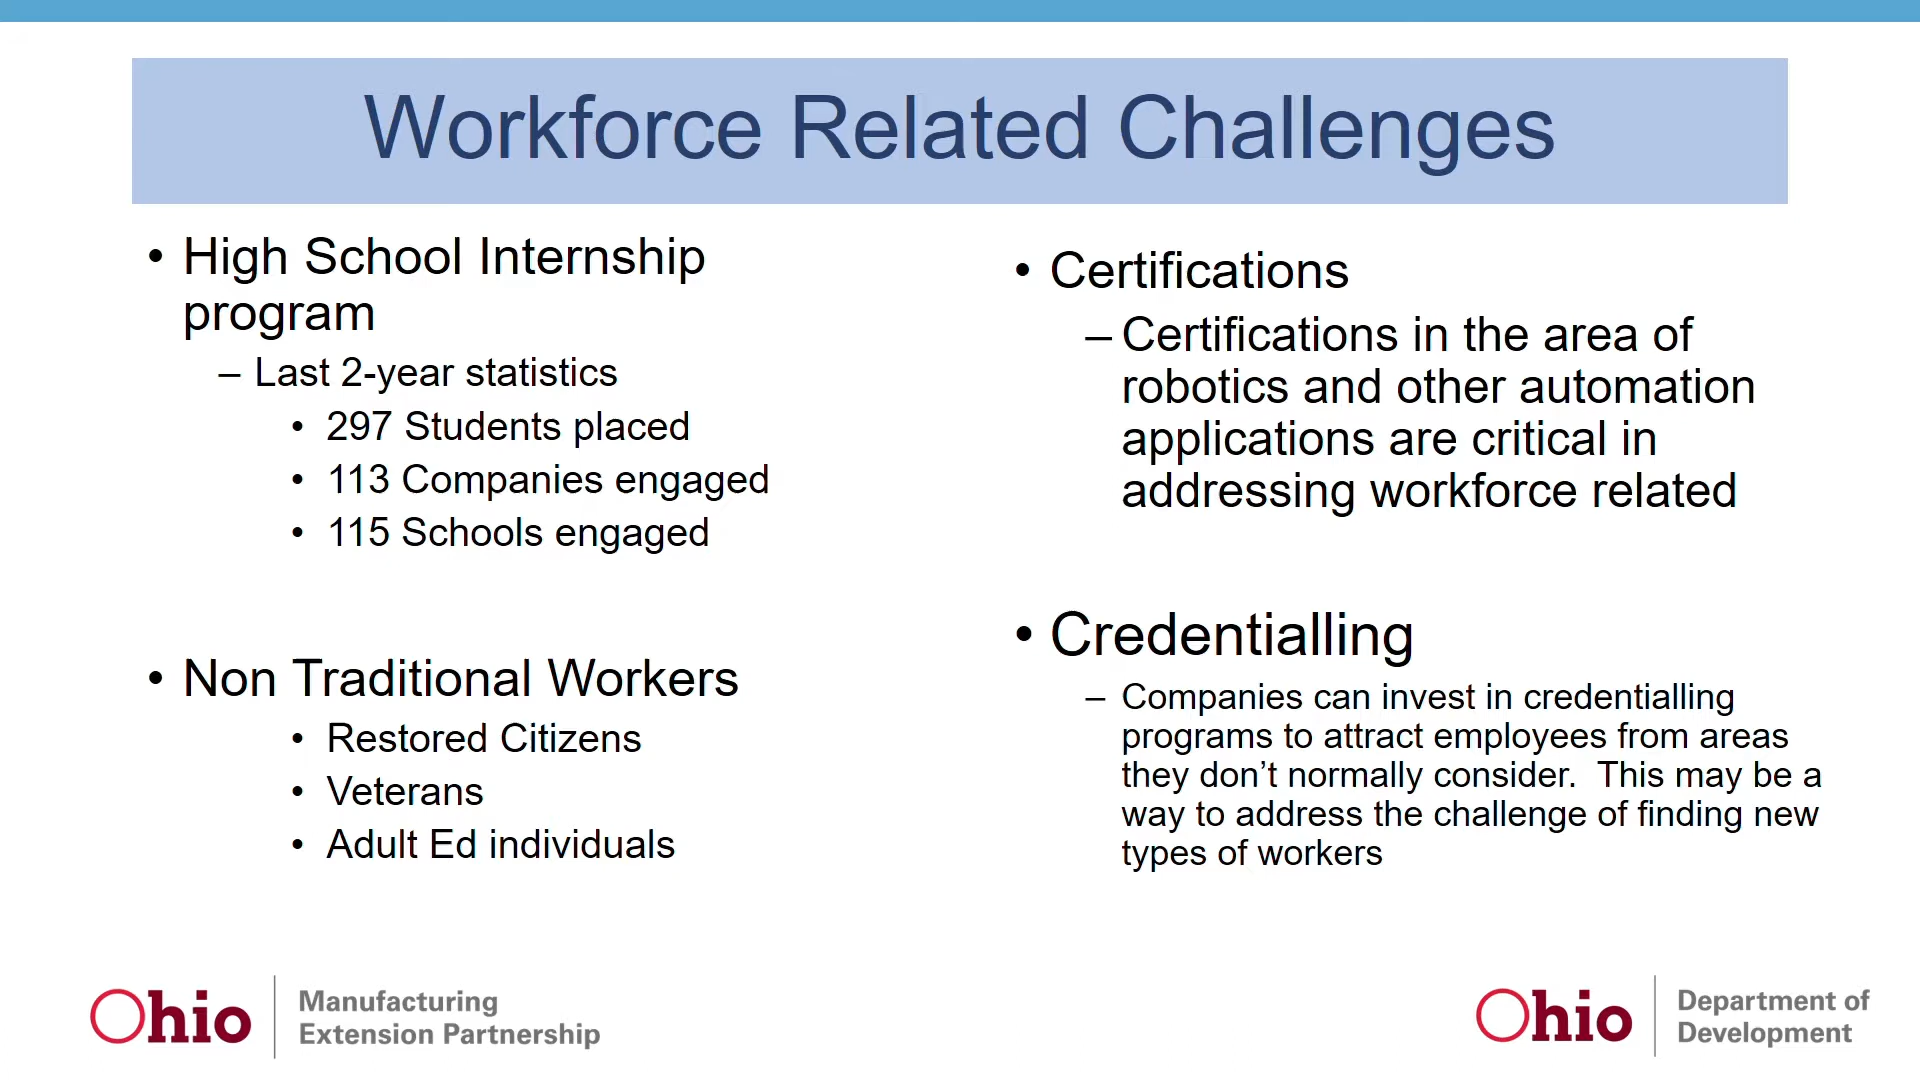 Workforce Related Challenges
• High School Internship
program
– Last 2-year statistics
• 297 Students placed
• 113 Companies engaged
• 115 Schools engaged
• Non Traditional Workers
• Restored Citizens
• Veterans
• Adult Ed individuals
• Certifications
– Certifications in the area of
robotics and other automation
applications are critical in
addressing workforce related
• Credentialling
– Companies can invest in credentialling
programs to attract employees from areas
they don’t normally consider.  This may be a
way to address the challenge of finding new
types of workers
Ohio
Manufacturing
Extension Partnership
Ohio
Department of
Development